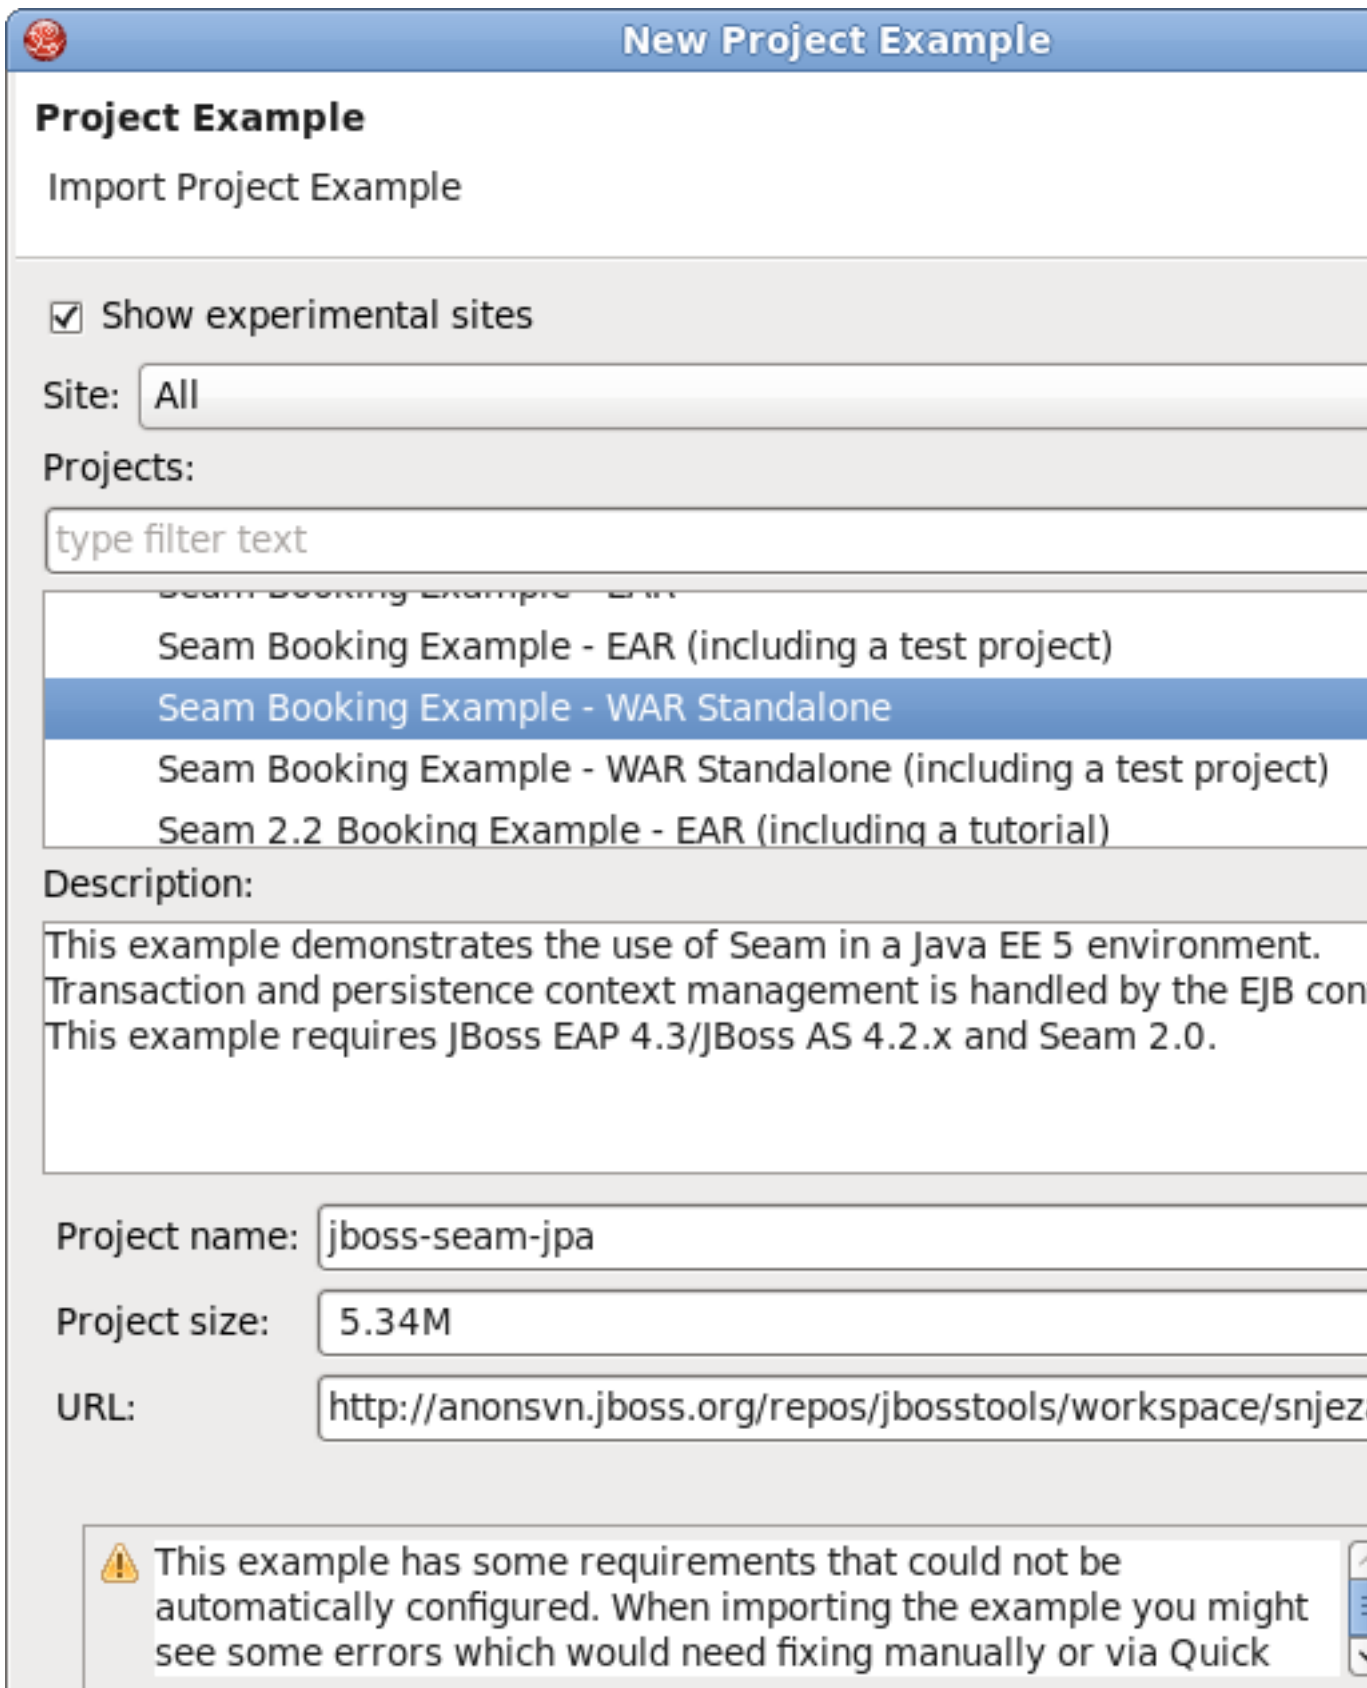 New Project Example
Project Example
Import Project Example
Show experimental sites
Site: All
Projects:
type filter text
Seam Booking Example - EAR
Seam Booking Example - EAR (including a test project)
Seam Booking Example - WAR Standalone
Seam Booking Example - WAR Standalone (including a test project)
Seam 2.2 Booking Example - EAR (including a tutorial)
Description:
This example demonstrates the use of Seam in a Java EE 5 environment.
Transaction and persistence context management is handled by the EJB con
This example requires JBoss EAP 4.3/JBoss AS 4.2.x and Seam 2.0.
Project name: jboss-seam-jpa
Project size: 5.34M
URL: http://anonsvn.jboss.org/repos/jbosstools/workspace/snjez
This example has some requirements that could not be
automatically configured. When importing the example you might
see some errors which would need fixing manually or via Quick